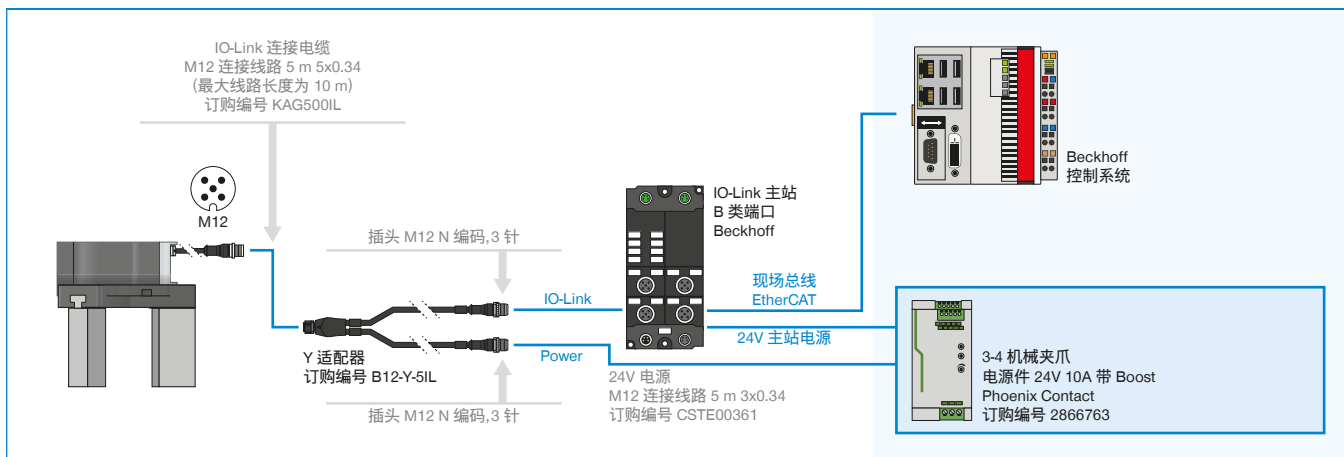 IO-Link 连接电缆
M12 连接线路 5 m 5x0.34
(最大线路长度为 10 m)
订购编号 KAG500IL
M12
插头 M12 N 编码,3 针
IO-Link
Y 适配器
订购编号 B12-Y-5IL
Power
插头 M12 N 编码,3 针
IO-Link 主站
B 类端口
Beckhoff
现场总线
EtherCAT
24V 主站电源
24V 电源
M12 连接线路 5 m 3x0.34
订购编号 CSTE00361
Beckhoff
控制系统
3-4 机械夹爪
电源件 24V 10A 带 Boost
Phoenix Contact
订购编号 2866763